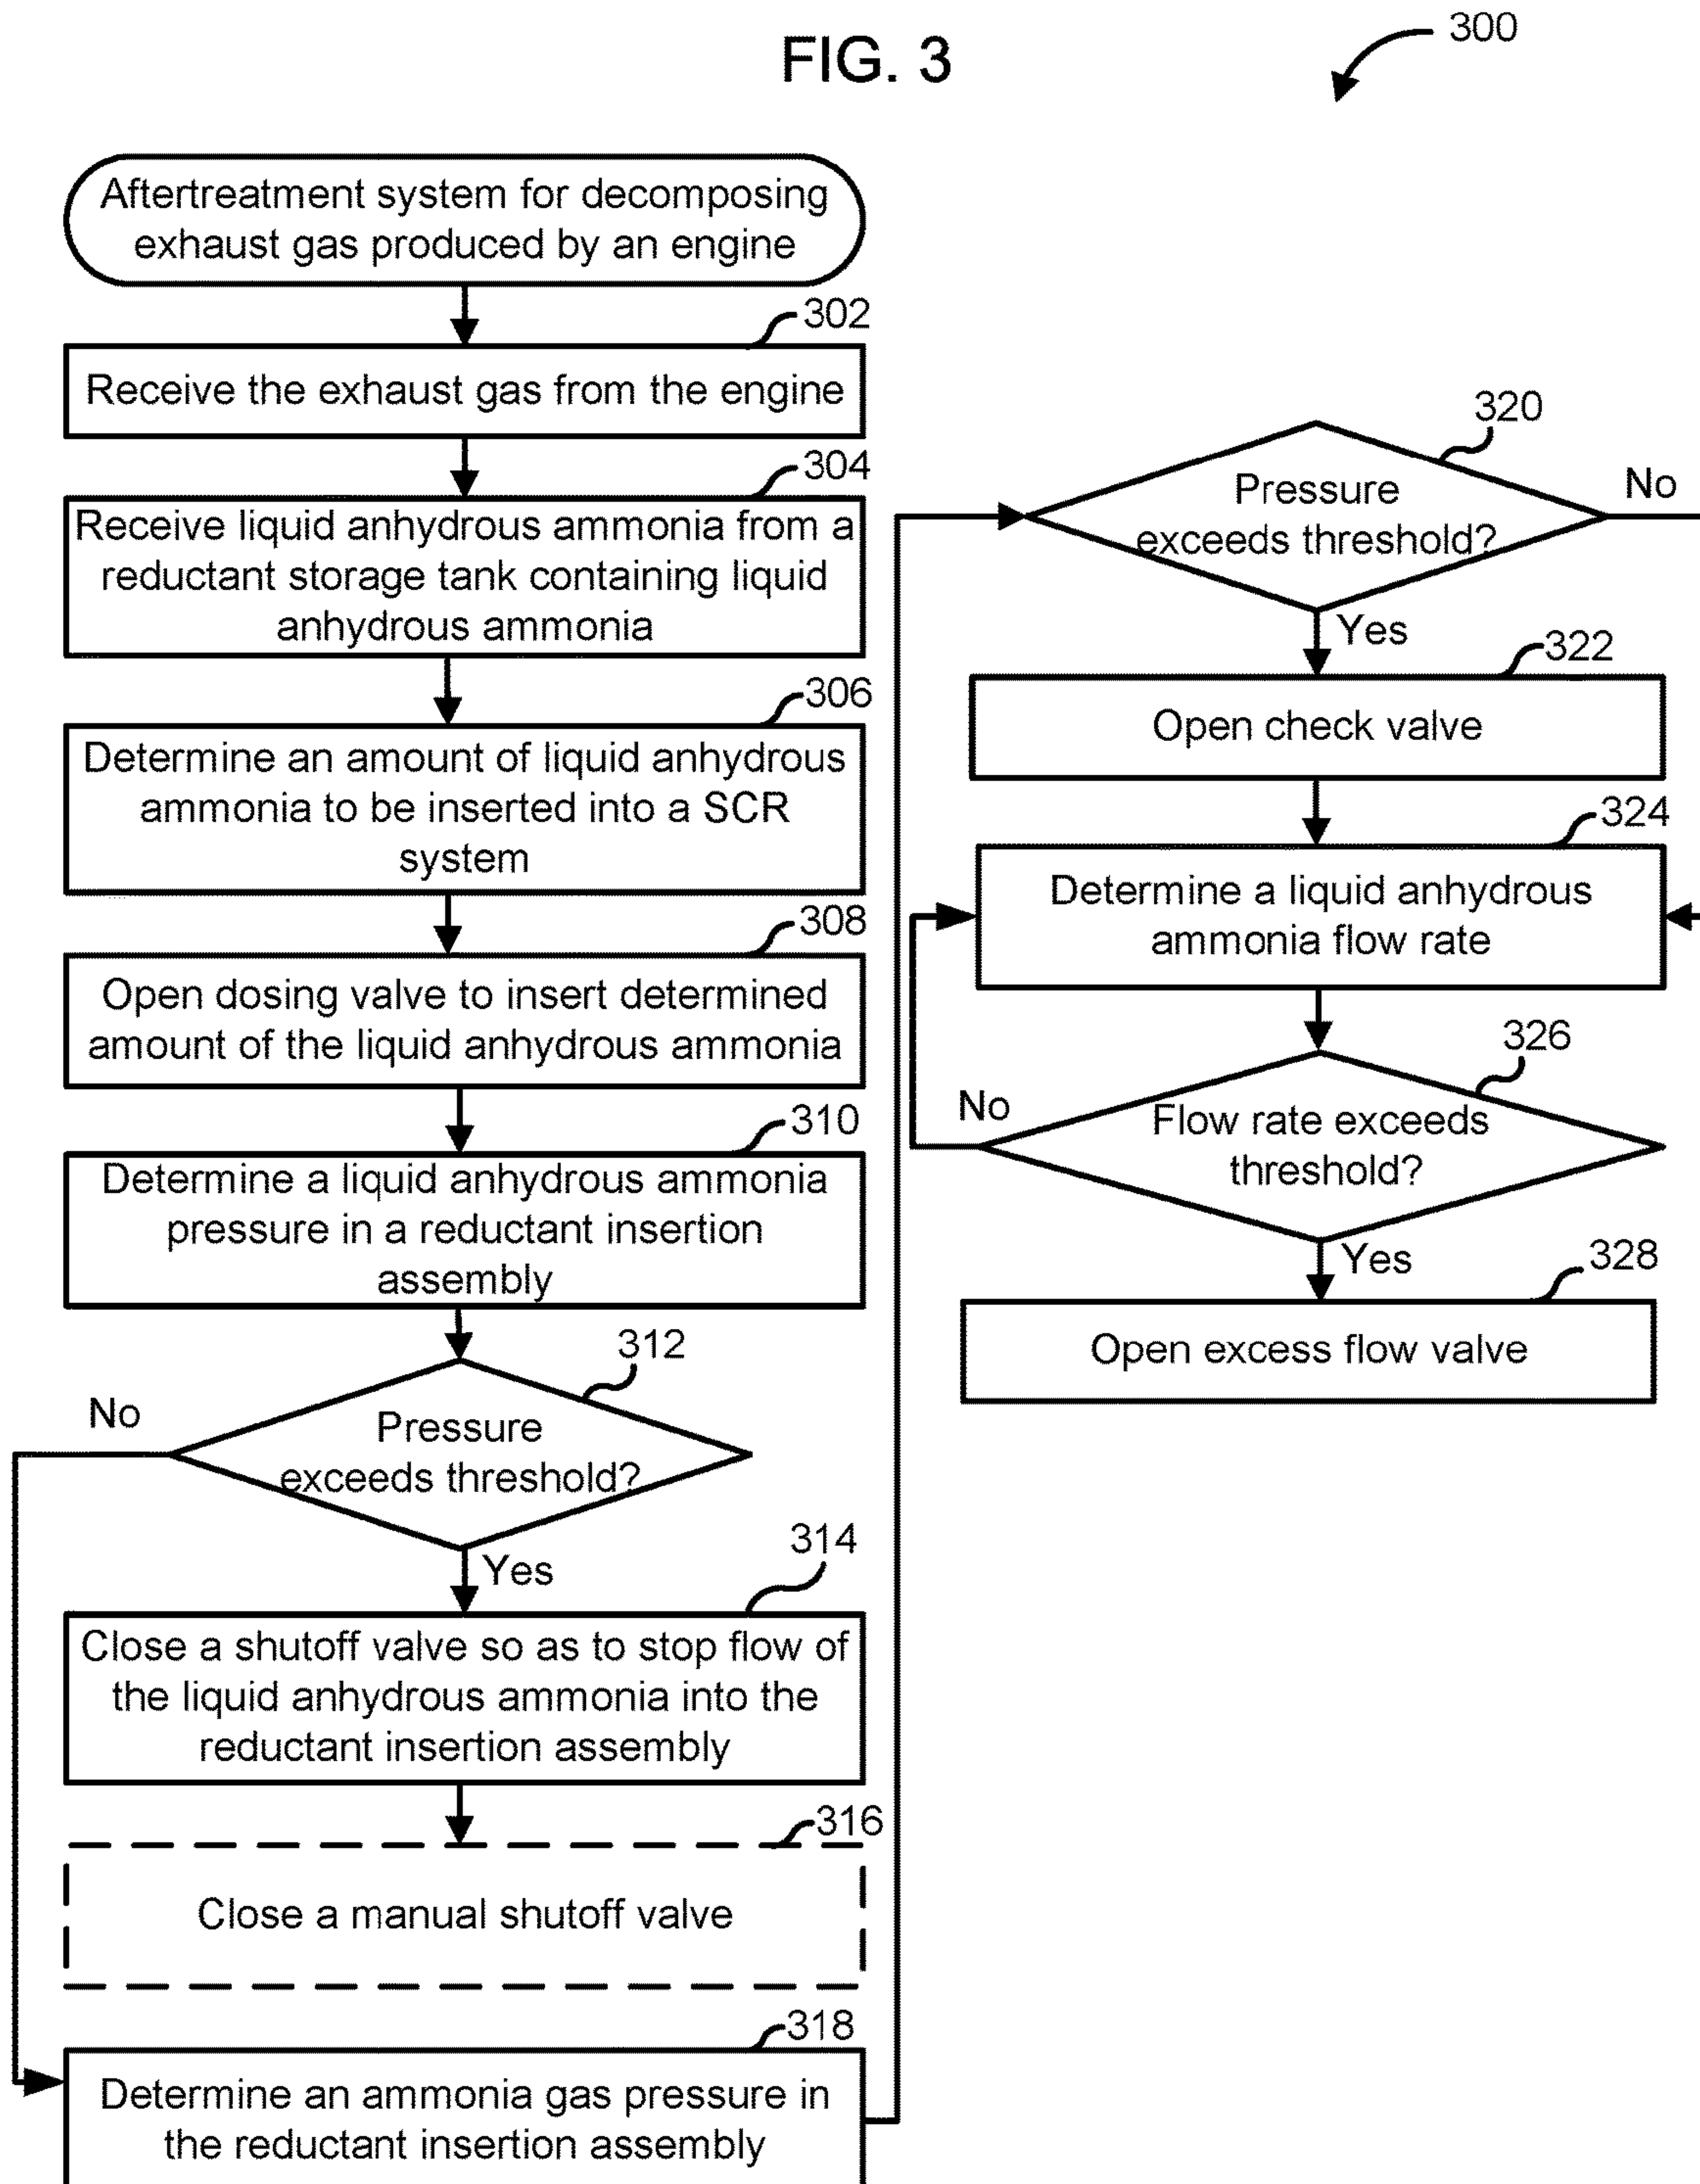 FIG. 3
300
Aftertreatment system for decomposing
exhaust gas produced by an engine
302
Receive the exhaust gas from the engine
304
Receive liquid anhydrous ammonia from a
reductant storage tank containing liquid
anhydrous ammonia
306
Determine an amount of liquid anhydrous
ammonia to be inserted into a SCR
system
308
Open dosing valve to insert determined
amount of the liquid anhydrous ammonia
310
Determine a liquid anhydrous ammonia
pressure in a reductant insertion
assembly
312
No
Pressure
exceeds threshold?
Yes
314
Close a shutoff valve so as to stop flow of
the liquid anhydrous ammonia into the
reductant insertion assembly
316
Close a manual shutoff valve
318
Determine an ammonia gas pressure in
the reductant insertion assembly
320
No
Pressure
exceeds threshold?
Yes
322
Open check valve
324
Determine a liquid anhydrous
ammonia flow rate
326
No
Flow rate exceeds
threshold?
Yes
328
Open excess flow valve